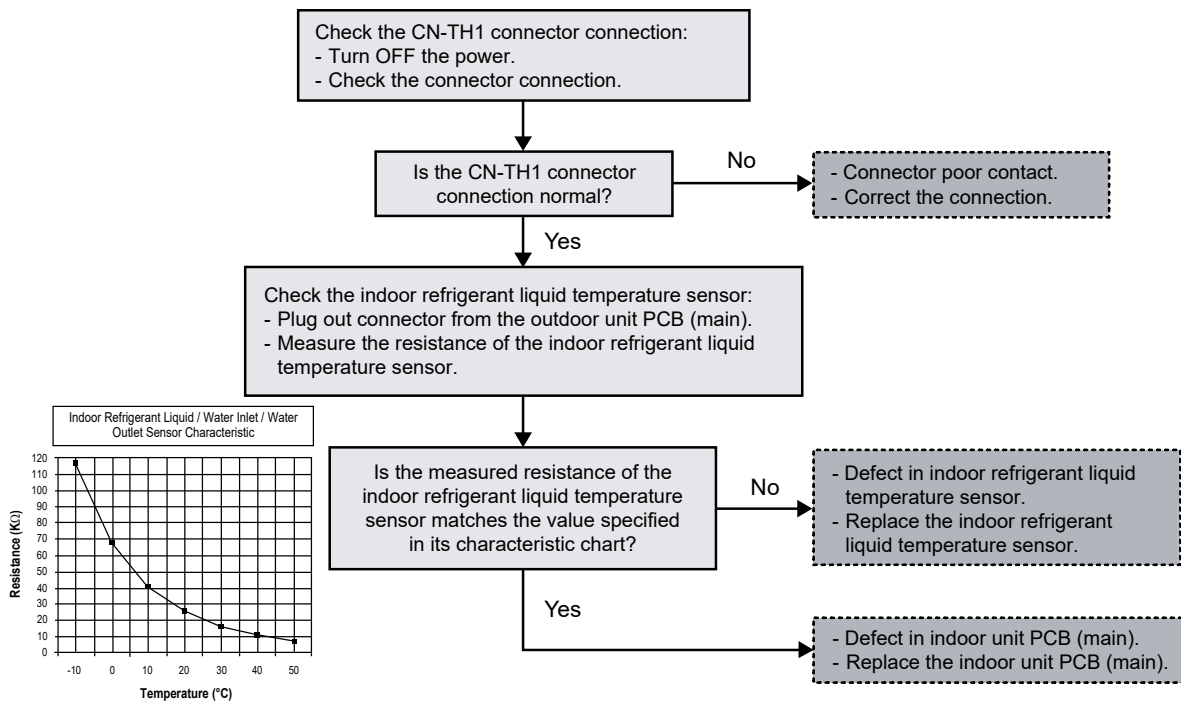 Check the CN-TH1 connector connection:
- Turn OFF the power.
- Check the connector connection.
Is the CN-TH1 connector
connection normal?
No
- Connector poor contact.
- Correct the connection.
Yes
Check the indoor refrigerant liquid temperature sensor:
- Plug out connector from the outdoor unit PCB (main).
- Measure the resistance of the indoor refrigerant liquid
temperature sensor.
Indoor Refrigerant Liquid / Water Inlet / Water
Outlet Sensor Characteristic
120
110
100
90
80
70
60
50
40
30
20
10
0
Resistance (KΩ)
-10 0 10 20 30 40 50
Temperature (°C)
Is the measured resistance of the
indoor refrigerant liquid temperature
sensor matches the value specified
in its characteristic chart?
No
- Defect in indoor refrigerant liquid
temperature sensor.
- Replace the indoor refrigerant
liquid temperature sensor.
Yes
- Defect in indoor unit PCB (main).
- Replace the indoor unit PCB (main).